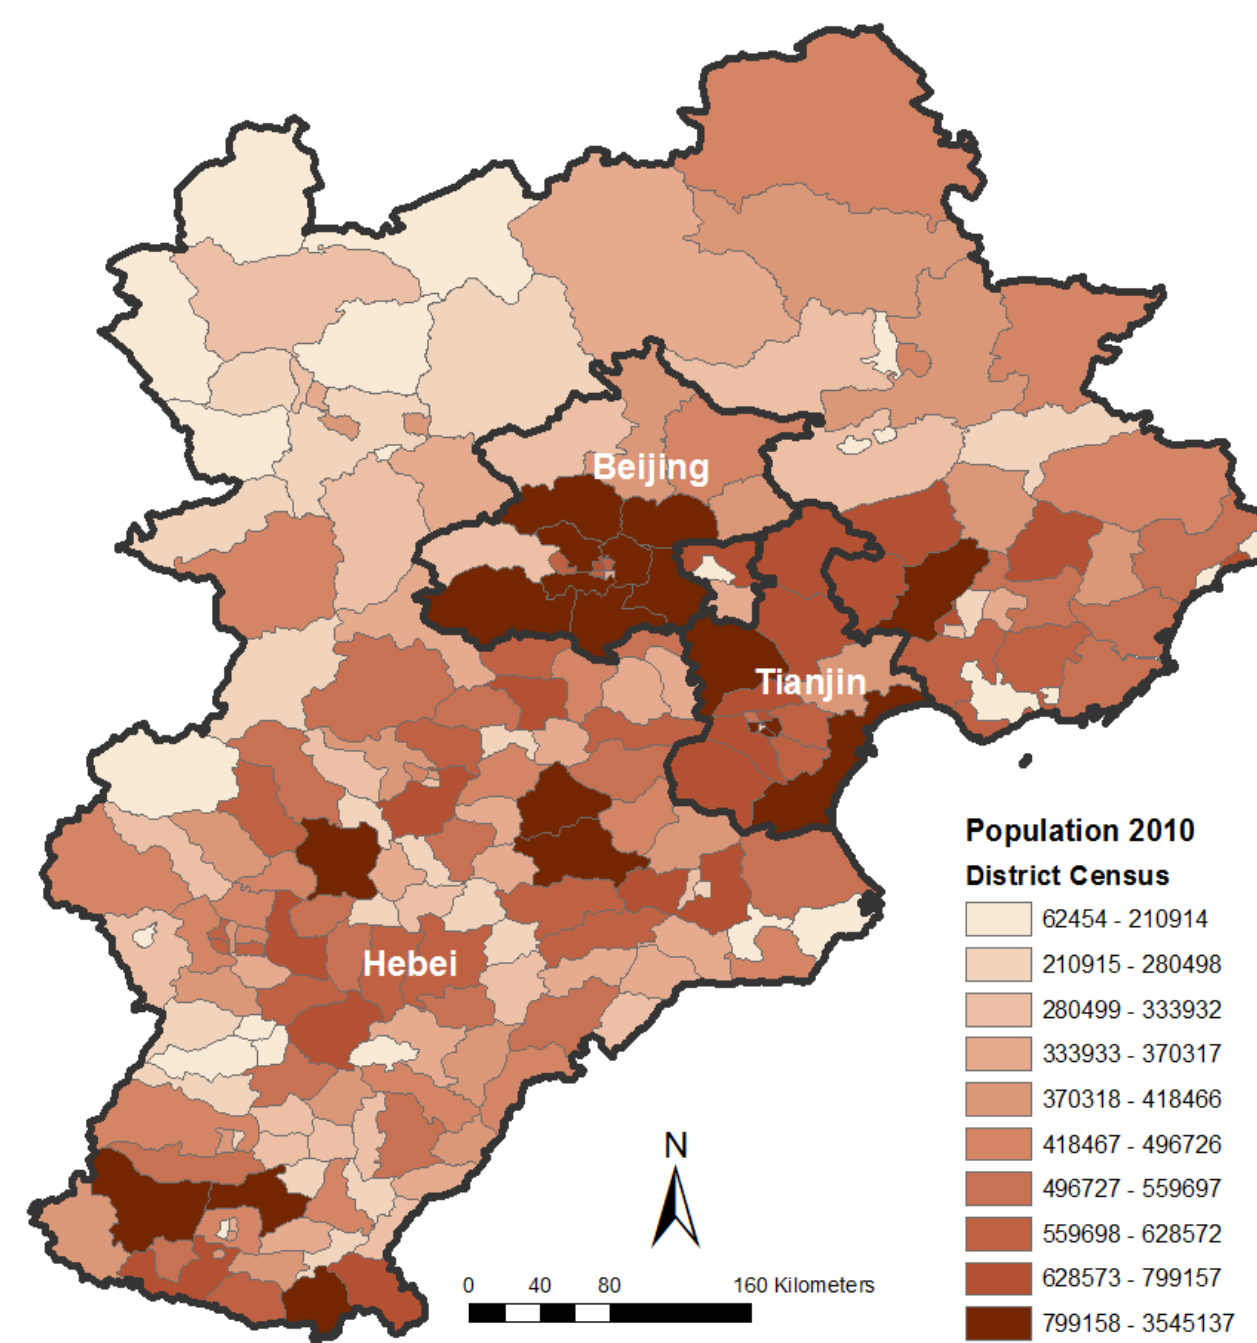 Beijing
Tianjin
Hebei
Population 2010
District Census
62454 - 210914
210915 - 280498
280499 - 333932
333933 - 370317
370318 - 418466
418467 - 496726
496727 - 559697
559698 - 628572
628573 - 799157
799158 - 3545137
N
0 40 80 160 Kilometers